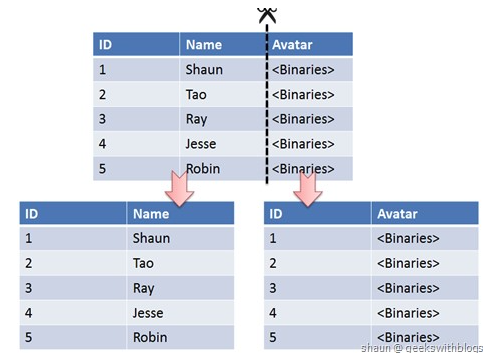 ID Name Avatar
1 Shaun <Binaries>
2 Tao <Binaries>
3 Ray <Binaries>
4 Jesse <Binaries>
5 Robin <Binaries>
ID Name
1 Shaun
2 Tao
3 Ray
4 Jesse
5 Robin
ID Avatar
1 <Binaries>
2 <Binaries>
3 <Binaries>
4 <Binaries>
5 <Binaries>
shaun @ geekswithblogs